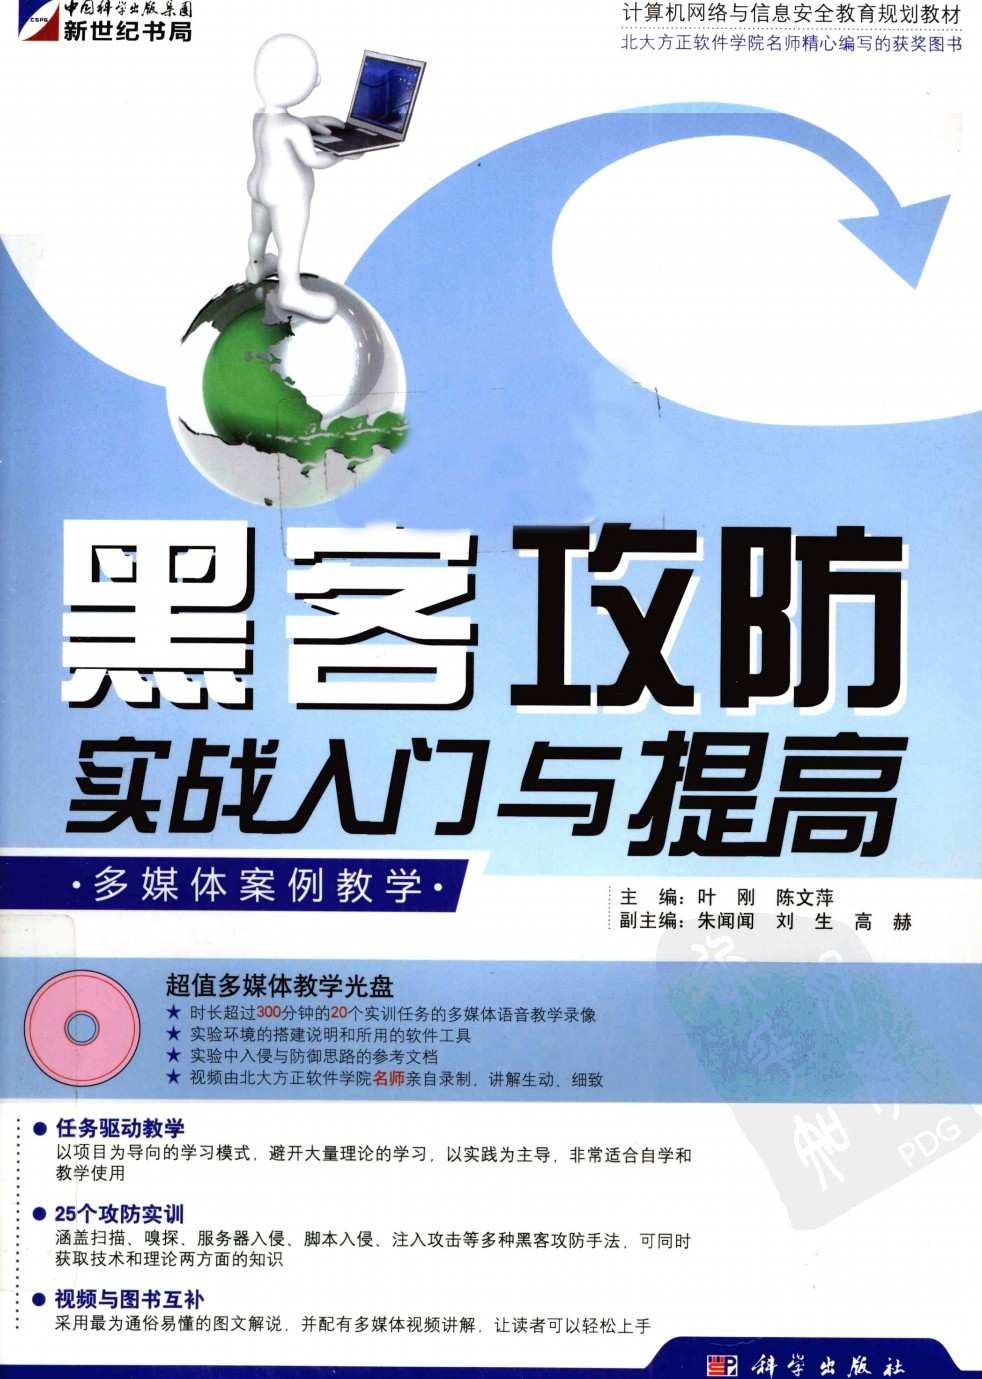 中国科学出版集团
新世纪书局
计算机网络与信息安全教育规划教材
北大方正软件学院名师精心编写的获奖图书
黑客攻防
实战入门与提高
·多媒体案例教学·
主 编：叶 刚 陈文萍
副主编：朱闻闻 刘 生 高 赫
超值多媒体教学光盘
★ 时长超过300分钟的20个实训任务的多媒体语音教学录像
★ 实验环境的搭建说明和所用的软件工具
★ 实验中入侵与防御思路的参考文档
★ 视频由北大方正软件学院名师亲自录制，讲解生动、细致
● 任务驱动教学
以项目为导向的学习模式，避开大量理论的学习，以实践为主导，非常适合自学和
教学使用
● 25个攻防实训
涵盖扫描、嗅探、服务器入侵、脚本入侵、注入攻击等多种黑客攻防手法，可同时
获取技术和理论两方面的知识
● 视频与图书互补
采用最为通俗易懂的图文解说，并配有多媒体视频讲解，让读者可以轻松上手
PDG
科学出版社